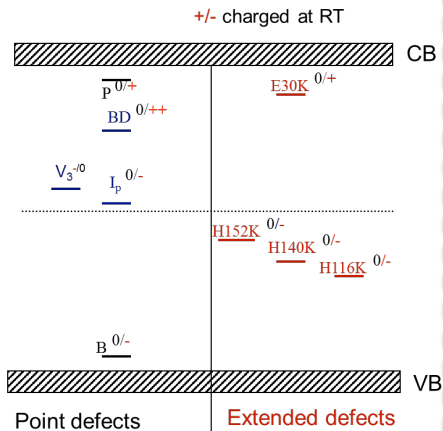 +/- charged at RT
CB
P 0/+
E30K 0/+
BD 0/++
V3 -/0
Ip 0/-
H152K 0/-
H140K 0/-
H116K 0/-
B 0/-
VB
Point defects
Extended defects